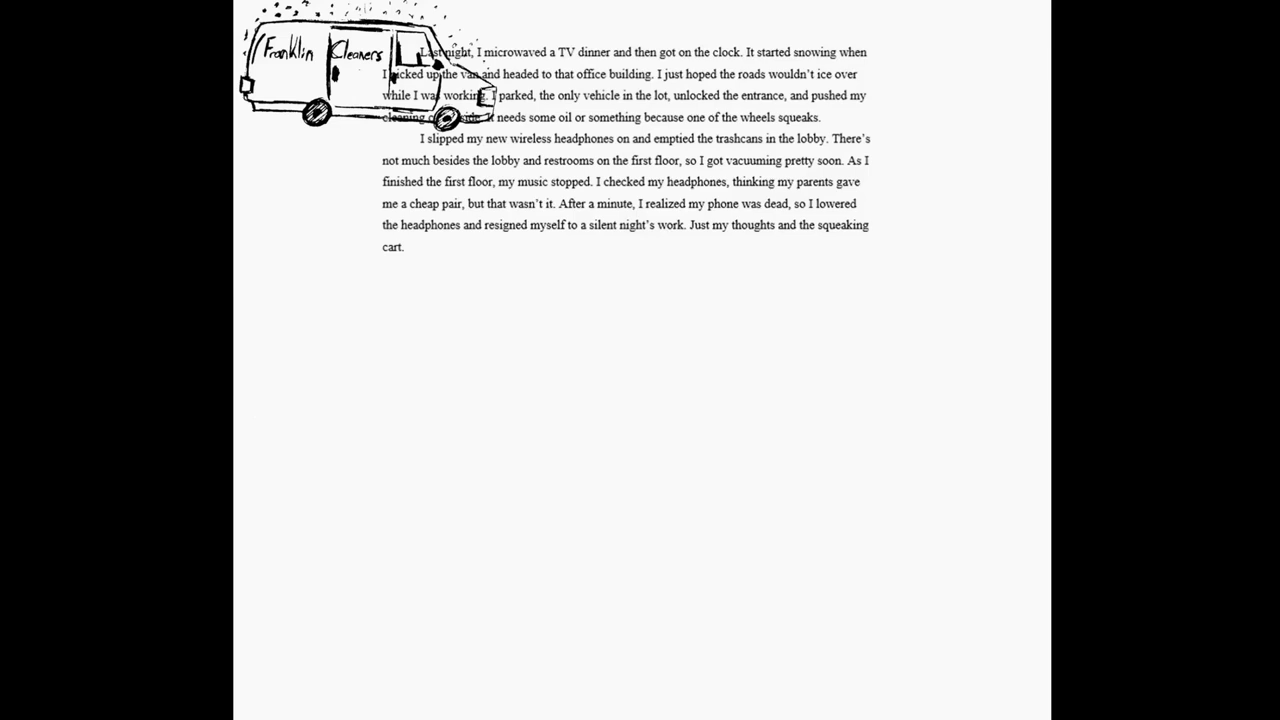 Franklin Cleaners
Last night, I microwaved a TV dinner and then got on the clock. It started snowing when
I picked up the van and headed to that office building. I just hoped the roads wouldn't ice over
while I was working. I parked, the only vehicle in the lot, unlocked the entrance, and pushed my
cleaning needs some oil or something because one of the wheels squeaks.
I slipped my new wireless headphones on and emptied the trashcans in the lobby. There's
not much besides the lobby and restrooms on the first floor, so I got vacuuming pretty soon. As I
finished the first floor, my music stopped. I checked my headphones, thinking my parents gave
me a cheap pair, but that wasn't it. After a minute, I realized my phone was dead, so I lowered
the headphones and resigned myself to a silent night's work. Just my thoughts and the squeaking
cart.